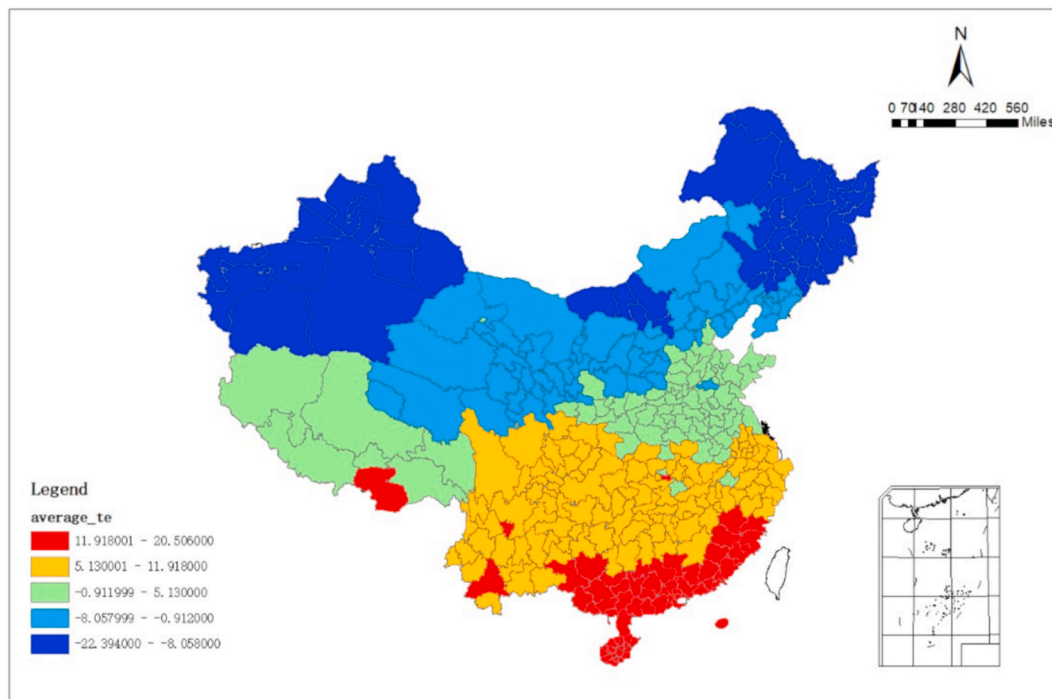 N
0 70140 280 420 560
Miles
Legend
average_te
11.918001 - 20.506000
5.130001 - 11.918000
-0.911999 - 5.130000
-8.057999 - -0.912000
-22.394000 - -8.058000